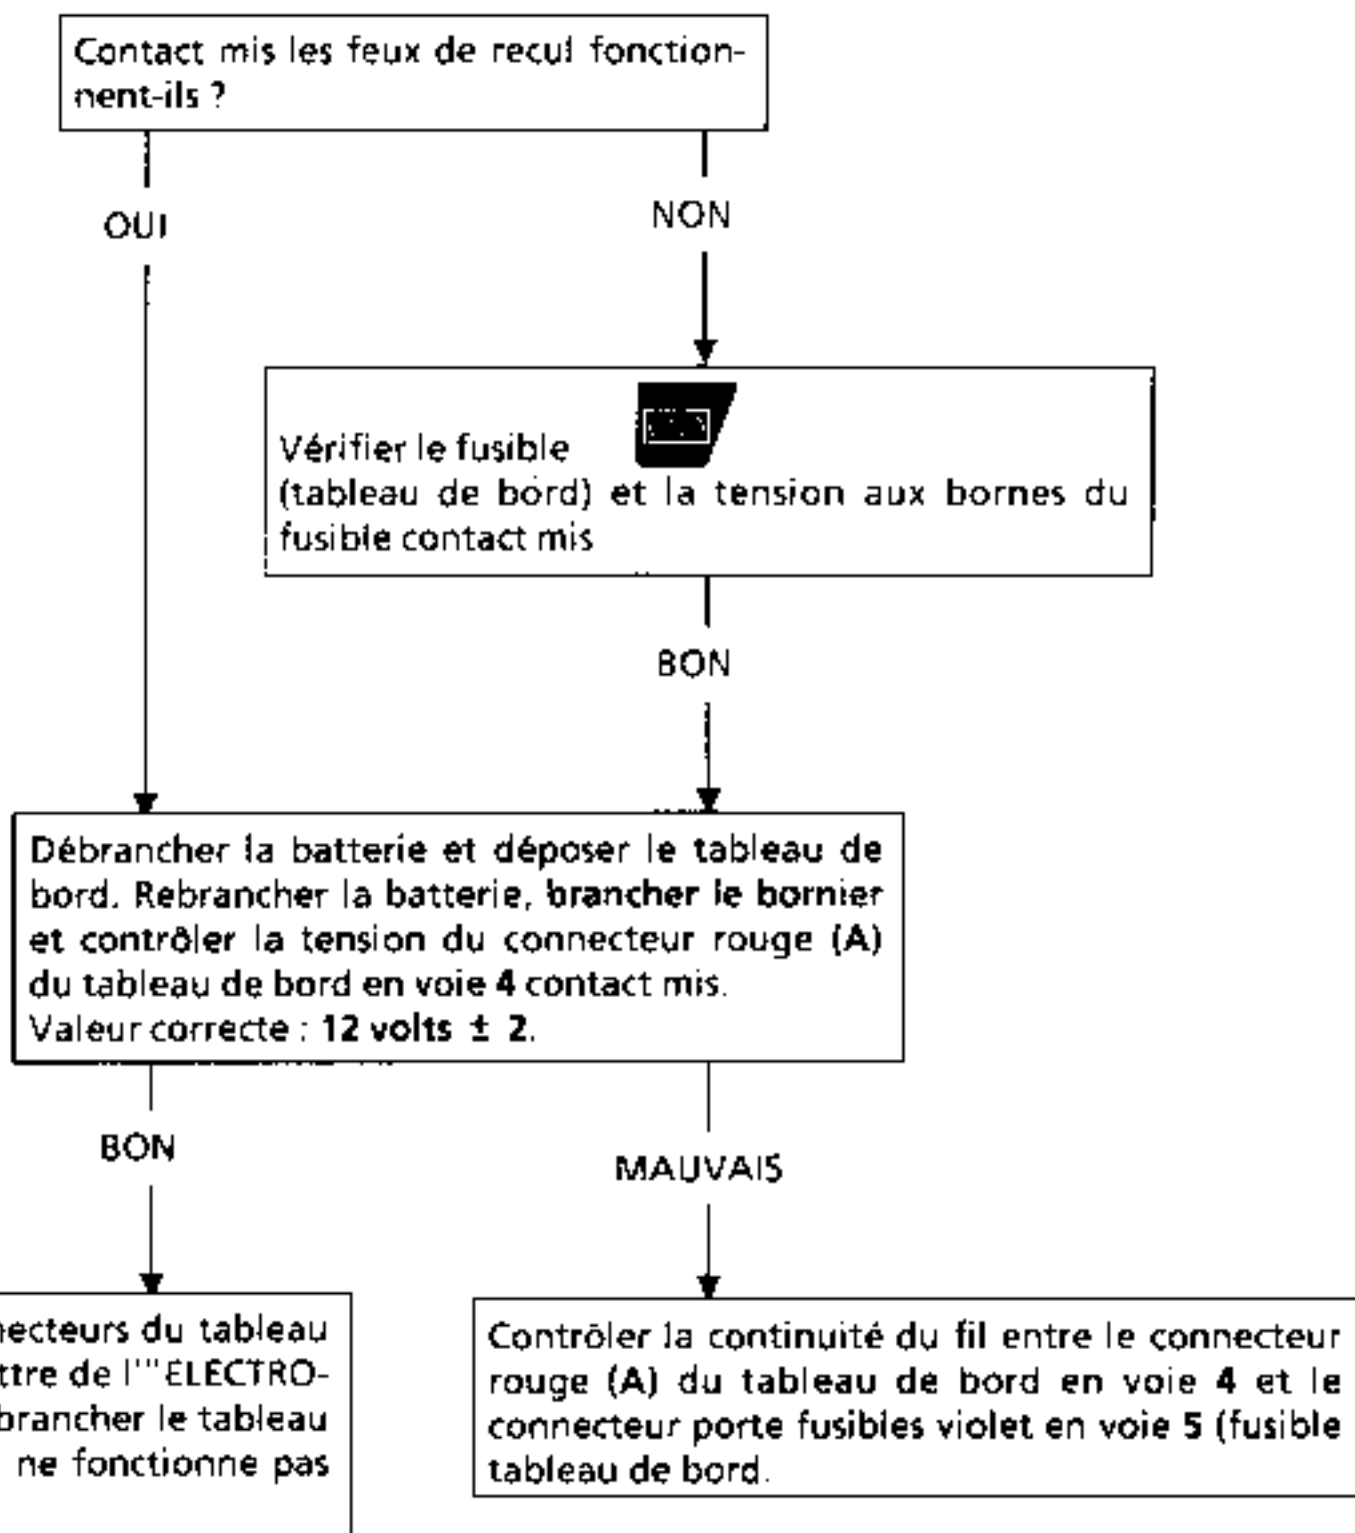 Contact mis les feux de recul fonction-
nent-ils ?
OUI
NON
Vérifier le fusible
(tableau de bord) et la tension aux bornes du
fusible contact mis
BON
Débrancher la batterie et déposer le tableau de
bord. Rebrancher la batterie, brancher le bornier
et contrôler la tension du connecteur rouge (A)
du tableau de bord en voie 4 contact mis.
Valeur correcte : 12 volts ± 2.
BON
MAUVAIS
necteurs du tableau
ttre de l'"ELECTRO-
brancher le tableau
ne fonctionne pas
Contrôler la continuité du fil entre le connecteur
rouge (A) du tableau de bord en voie 4 et le
connecteur porte fusibles violet en voie 5 (fusible
tableau de bord.